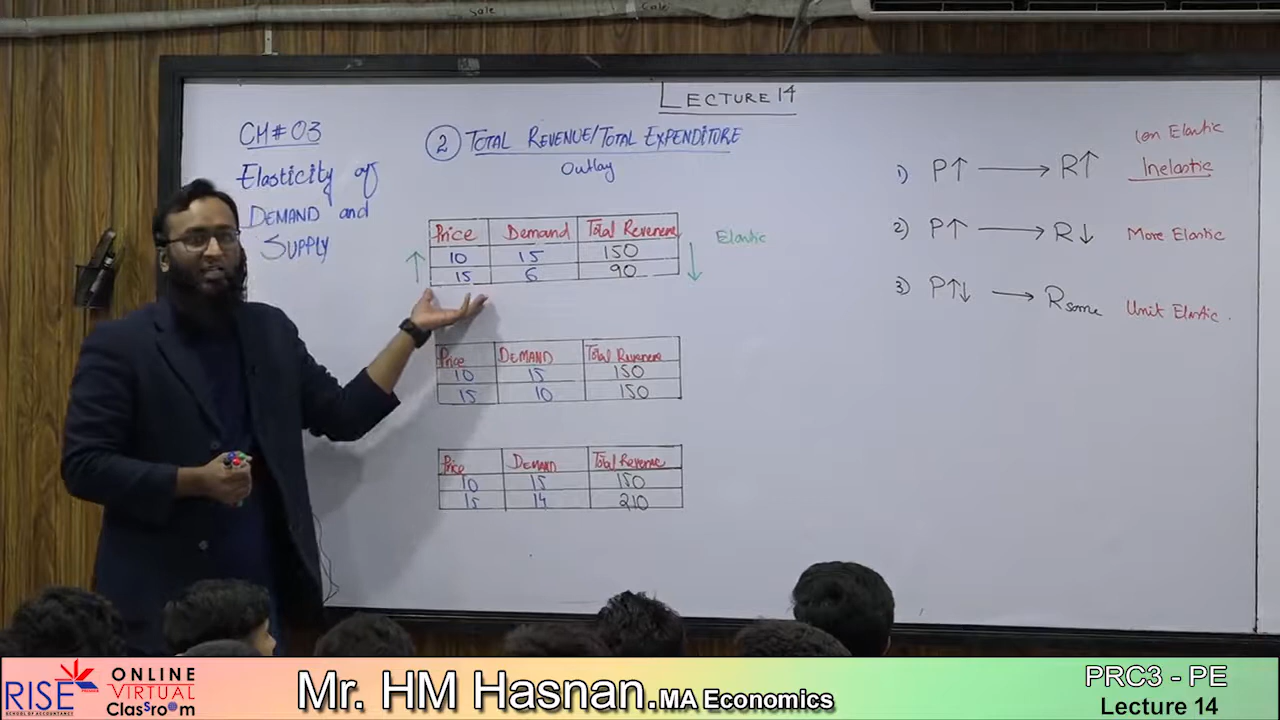 LECTURE 14
CH# 03
Elasticity of
DEMAND and
SUPPLY
2 TOTAL REVENUE/TOTAL EXPENDITURE
Outlay
Price Demand Total Revenue
10 15 150
15 6 90
Elastic
Price DEMAND Total Revenue
10 15 150
15 10 150
Price DEMAND Total Revenue
10 15 150
15 14 210
Elastic
1) P↑ → R↑ Inelastic
2) P↑ → R↓ More Elastic
3) P↑↓ → R same Unit Elastic.
RISE
SCHOOL OF ACCOUNTANCY
ONLINE
VIRTUAL
Classroom
Mr. HM Hasnan.MA Economics
PRC3 - PE
Lecture 14